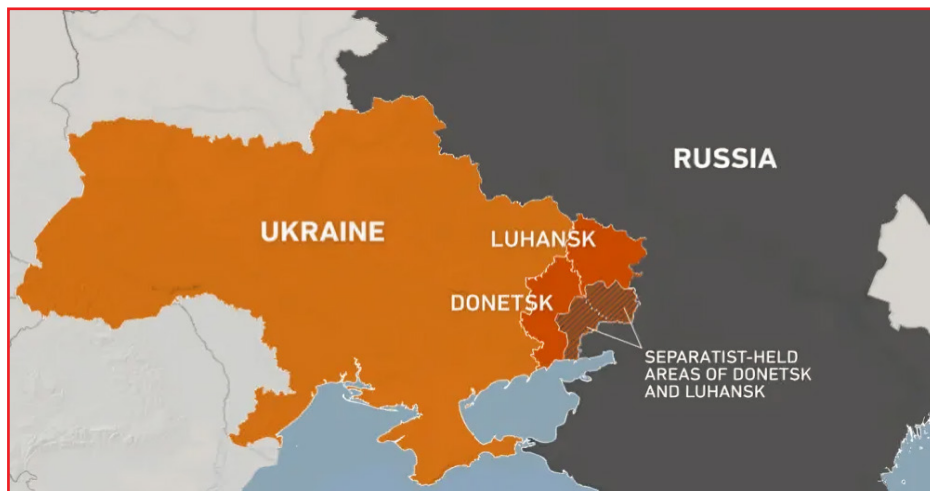 RUSSIA
UKRAINE
LUHANSK
DONETSK
SEPARATIST-HELD
AREAS OF DONETSK
AND LUHANSK